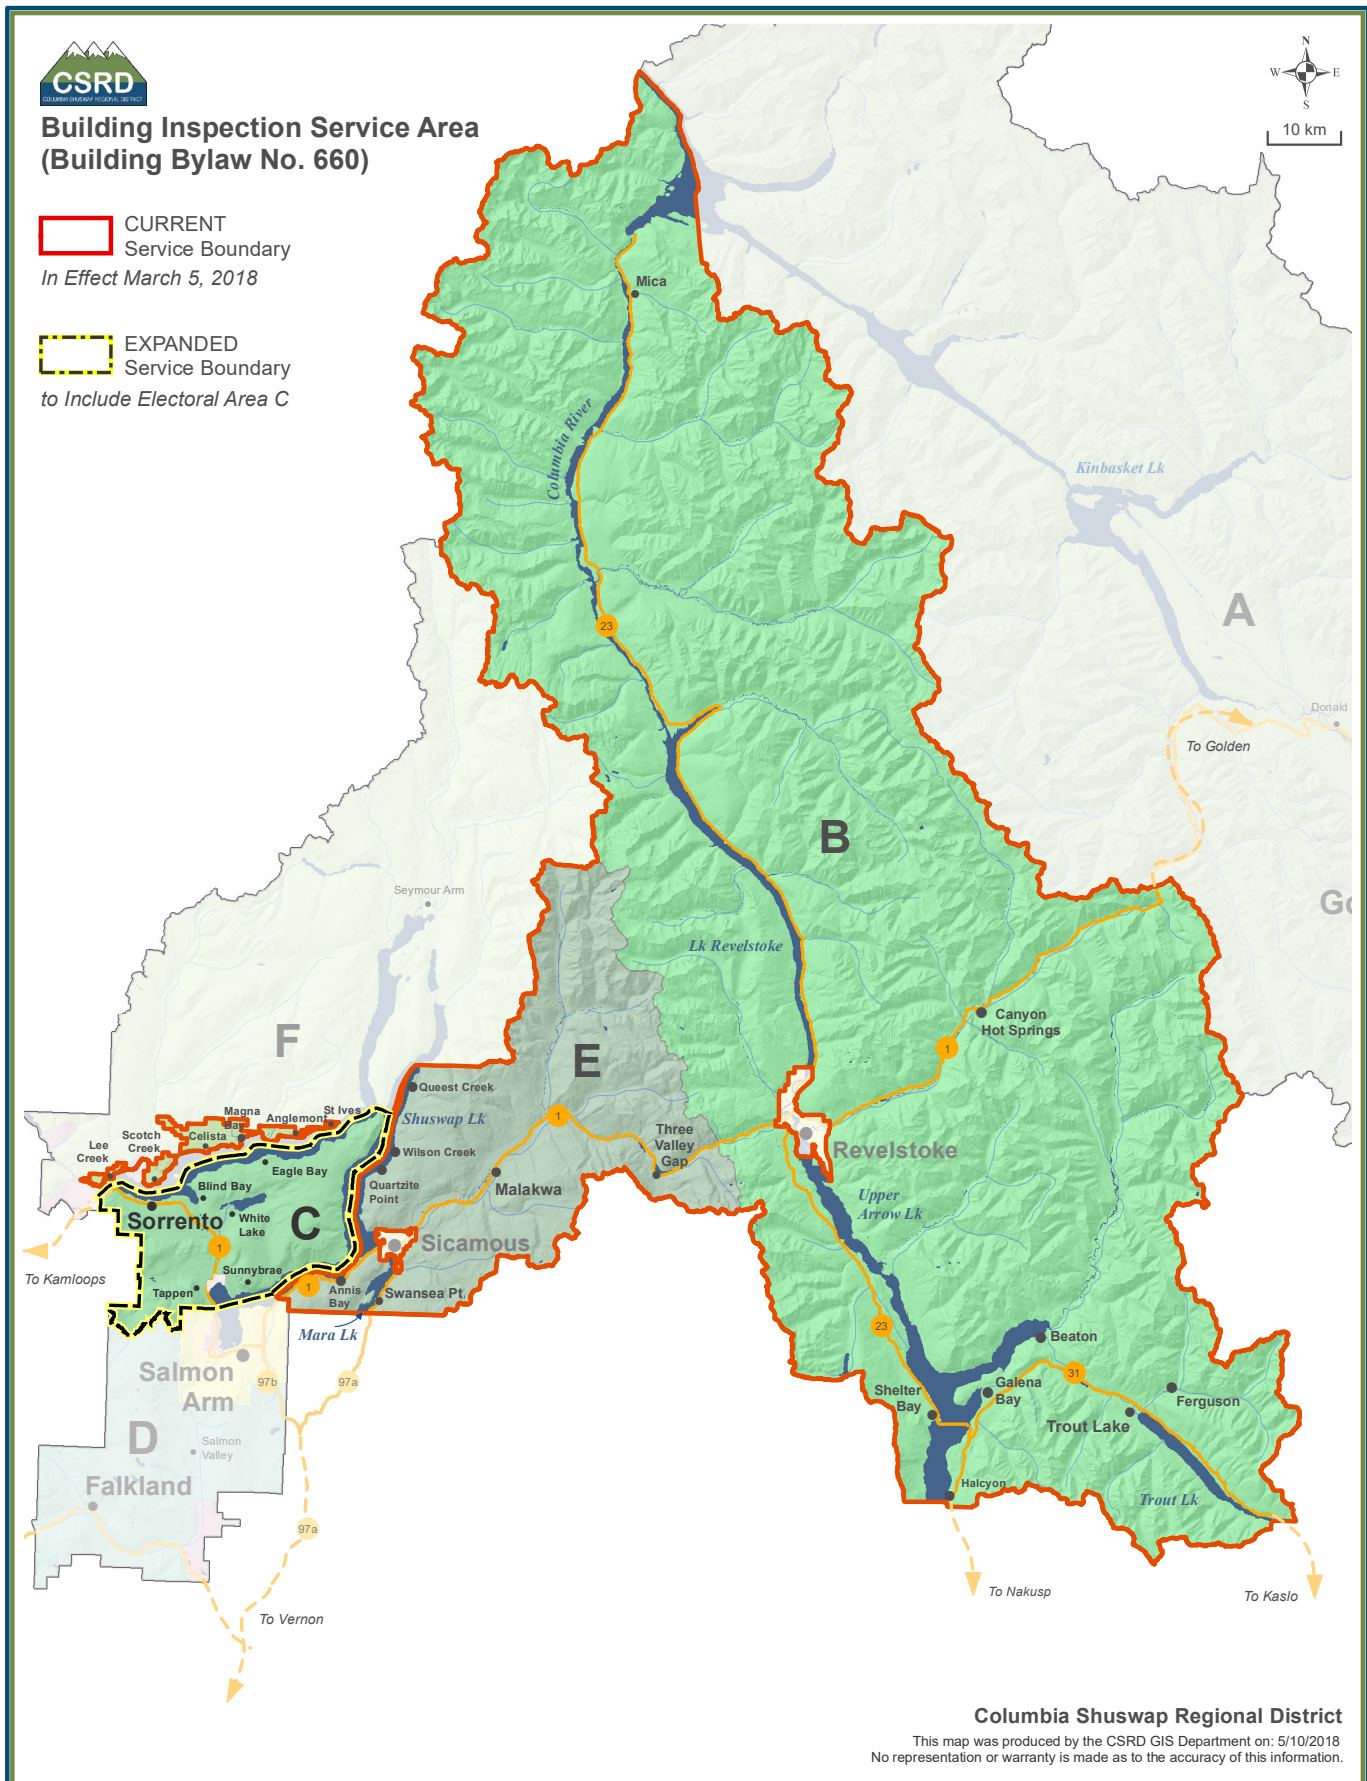 CSRD
COLUMBIA SHUSWAP REGIONAL DISTRICT
Building Inspection Service Area
(Building Bylaw No. 660)
CURRENT
Service Boundary
In Effect March 5, 2018
EXPANDED
Service Boundary
to Include Electoral Area C
N
W E
S
10 km
Mica
Columbia River
Kinbasket Lk
A
23
Donald
To Golden
B
Seymour Arm
Go
Lk Revelstoke
Canyon
Hot Springs
F
E
1
Queest Creek
Shuswap Lk
1
Magna
Bay
Anglemont
St Ives
Scotch
Creek
Celista
Lee
Creek
Three
Valley
Gap
Revelstoke
Wilson Creek
Eagle Bay
Quartzite
Point
Malakwa
Blind Bay
Upper
Arrow Lk
Sorrento
White
Lake
C
Sicamous
1
To Kamloops
Sunnybrae
Tappen
1
Annis
Bay
Swansea Pt
Mara Lk
23
Beaton
Salmon
Arm
97b
97a
31
Galena
Bay
Shelter
Bay
Ferguson
Trout Lake
D
Salmon
Valley
Falkland
Halcyon
Trout Lk
97a
To Nakusp
To Kaslo
To Vernon
Columbia Shuswap Regional District
This map was produced by the CSRD GIS Department on: 5/10/2018
No representation or warranty is made as to the accuracy of this information.